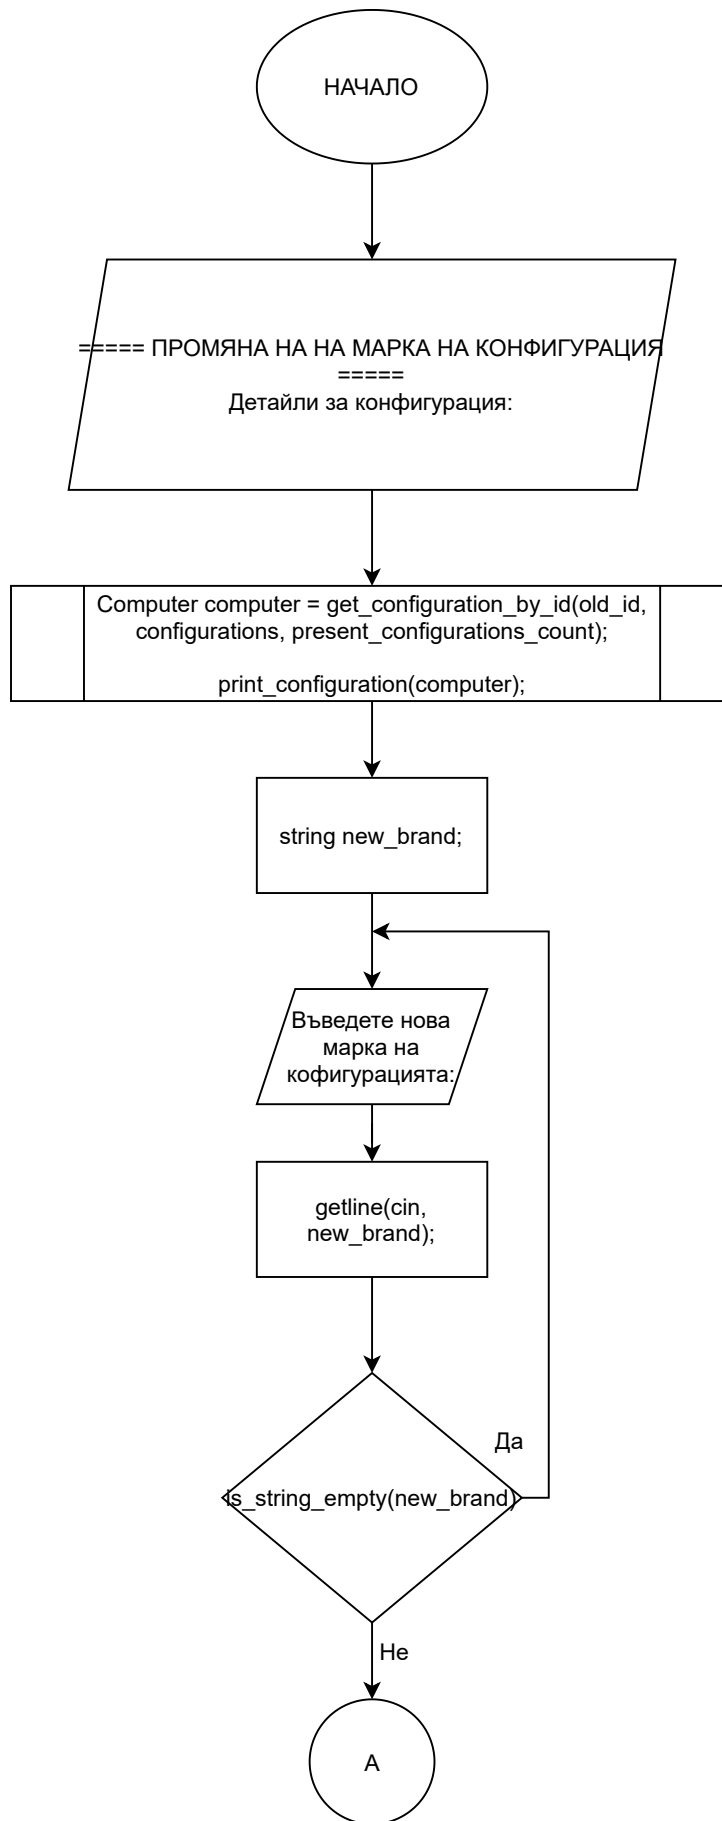 НАЧАЛО
===== ПРОМЯНА НА НА МАРКА НА КОНФИГУРАЦИЯ
=====
Детайли за конфигурация:
Computer computer = get_configuration_by_id(old_id,
configurations, present_configurations_count);
print_configuration(computer);
string new_brand;
Въведете нова
марка на
кофигурацията:
getline(cin,
new_brand);
Да
is_string_empty(new_brand)
Не
А